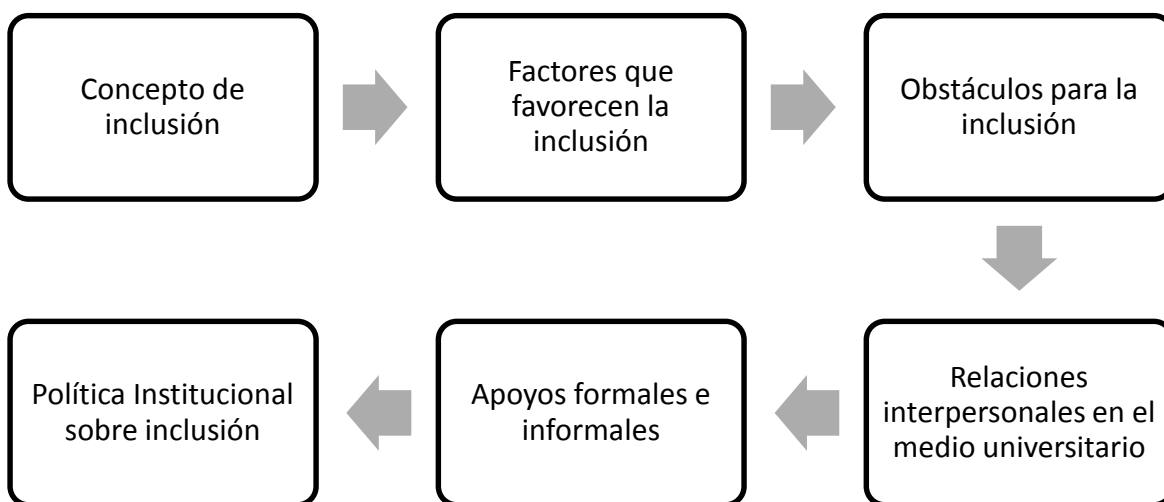 Concepto de
inclusión
Factores que
favorecen la
inclusión
Obstáculos para la
inclusión
Relaciones
interpersonales en el
medio universitario
Apoyos formales e
informales
Política Institucional
sobre inclusión